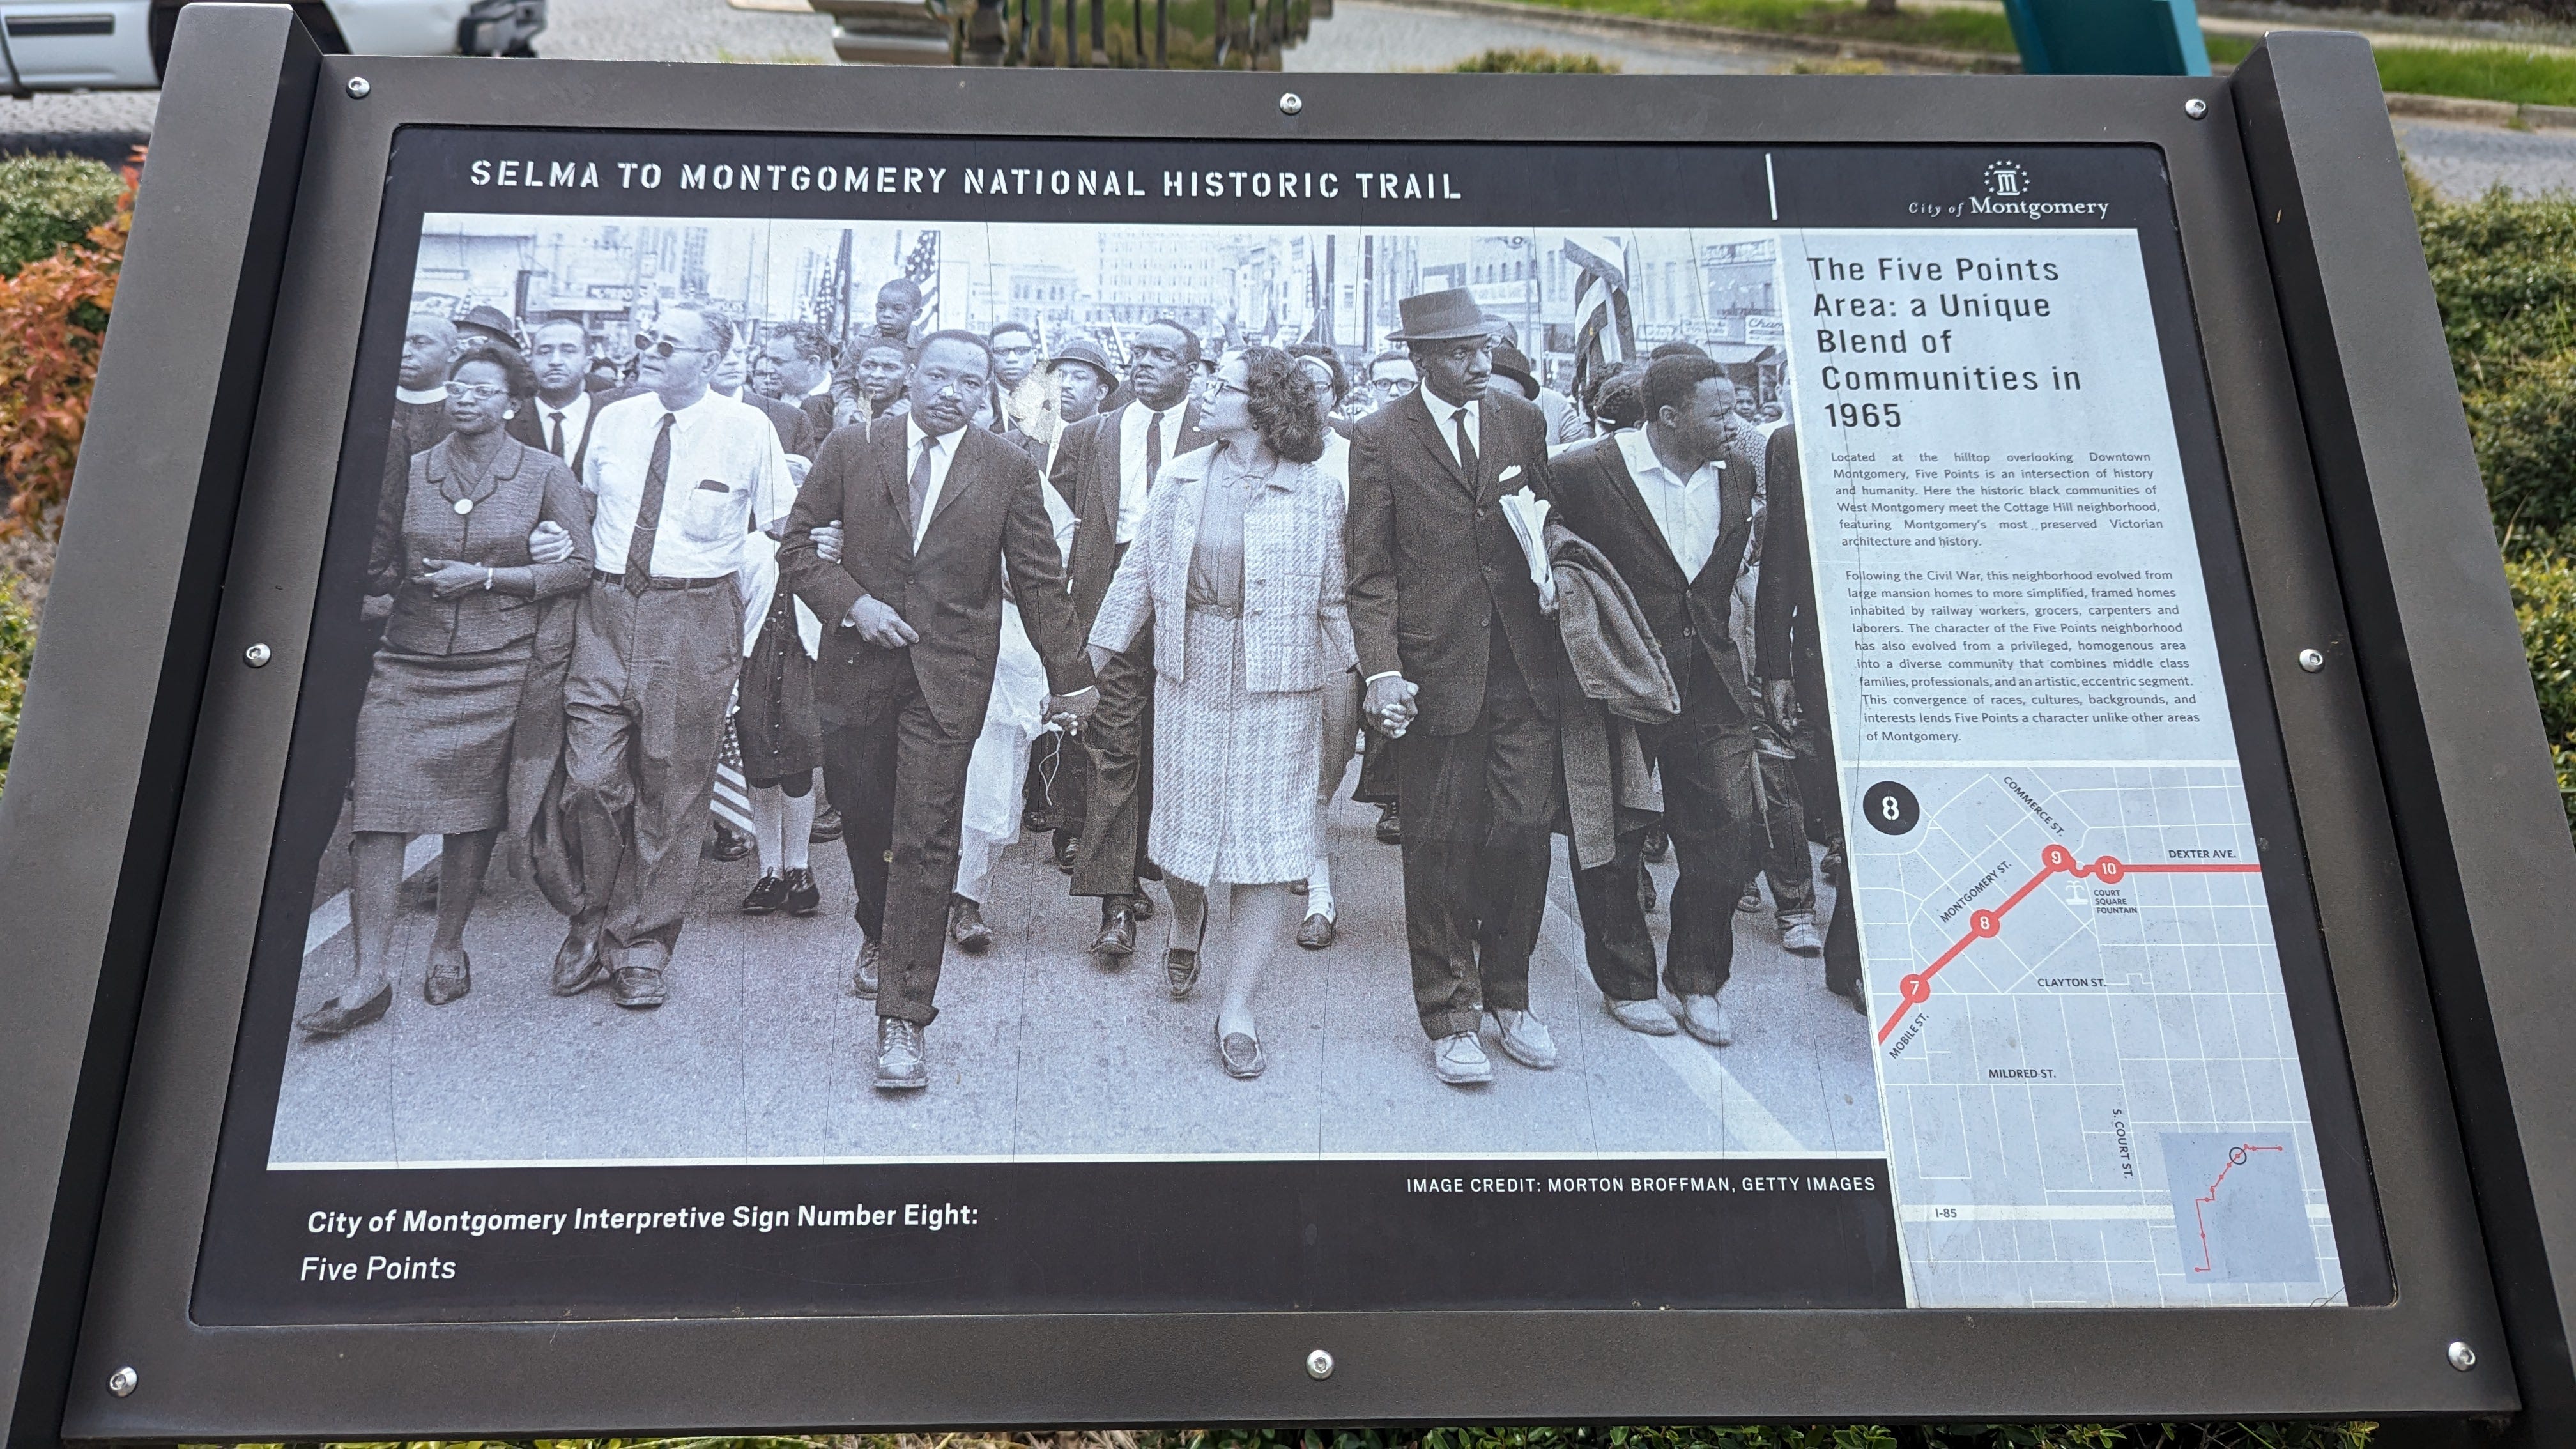 SELMA TO MONTGOMERY NATIONAL HISTORIC TRAIL
City of Montgomery
The Five Points
Area: a Unique
Blend of
Communities in
1965
Located at the hilltop overlooking Downtown
Montgomery, Five Points is an intersection of history
and humanity. Here the historic black communities of
West Montgomery meet the Cottage Hill neighborhood,
featuring Montgomery's most preserved Victorian
architecture and history.
Following the Civil War, this neighborhood evolved from
large mansion homes to more simplified, framed homes
inhabited by railway workers, grocers, carpenters and
laborers. The character of the Five Points neighborhood
has also evolved from a privileged, homogenous area
into a diverse community that combines middle class
families, professionals, and an artistic, eccentric segment.
This convergence of races, cultures, backgrounds, and
interests lends Five Points a character unlike other areas
of Montgomery.
8
COMMERCE ST.
9
10
DEXTER AVE.
MONTGOMERY ST.
COURT
SQUARE
FOUNTAIN
8
7
CLAYTON ST.
MOBILE ST.
MILDRED ST.
S. COURT ST.
I-85
IMAGE CREDIT: MORTON BROFFMAN, GETTY IMAGES
City of Montgomery Interpretive Sign Number Eight:
Five Points